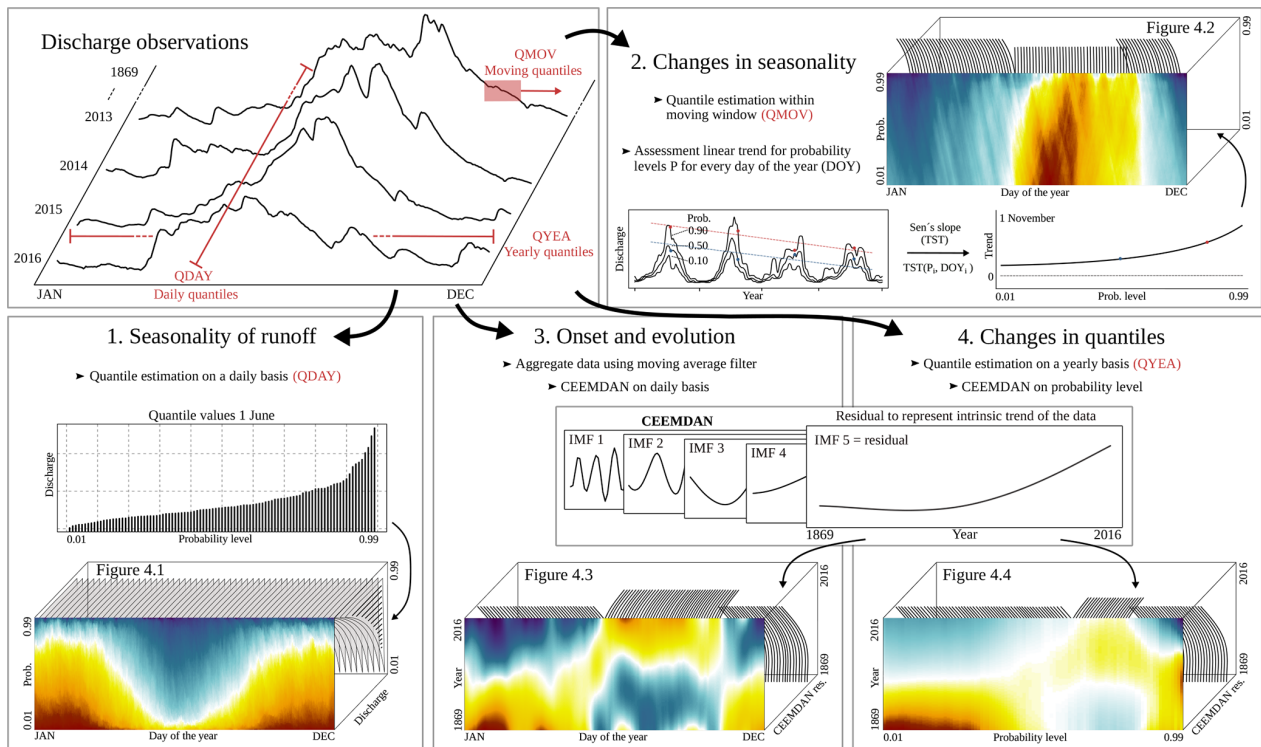 Discharge observations
1869
2013
2014
2015
2016
JAN
DEC
QMOV
Moving quantiles
QYEA
Yearly quantiles
QDAY
Daily quantiles
2. Changes in seasonality
➤ Quantile estimation within
moving window (QMOV)
➤ Assessment linear trend for probability
levels P for every day of the year (DOY)
Figure 4.2
0.99
0.01
0.99
Prob.
0.01
JAN
Day of the year
DEC
Discharge
Prob.
0.90
0.50
0.10
Year
Sen´s slope
(TST)
TST(Pi, DOYi)
1 November
Trend
0
0.01
Prob. level
0.99
1. Seasonality of runoff
➤ Quantile estimation on a daily basis (QDAY)
Quantile values 1 June
Discharge
0.01
Probability level
0.99
Figure 4.1
0.99
0.01
Discharge
0.99
Prob.
0.01
JAN
Day of the year
DEC
3. Onset and evolution
➤ Aggregate data using moving average filter
➤ CEEMDAN on daily basis
4. Changes in quantiles
➤ Quantile estimation on a yearly basis (QYEA)
➤ CEEMDAN on probability level
CEEMDAN
IMF 1
IMF 2
IMF 3
IMF 4
Residual to represent intrinsic trend of the data
IMF 5 = residual
1869
Year
2016
Figure 4.3
2016
1869
CEEMDAN res.
2016
Year
1869
JAN
Day of the year
DEC
Figure 4.4
2016
1869
CEEMDAN res.
2016
Year
1869
0.01
Probability level
0.99